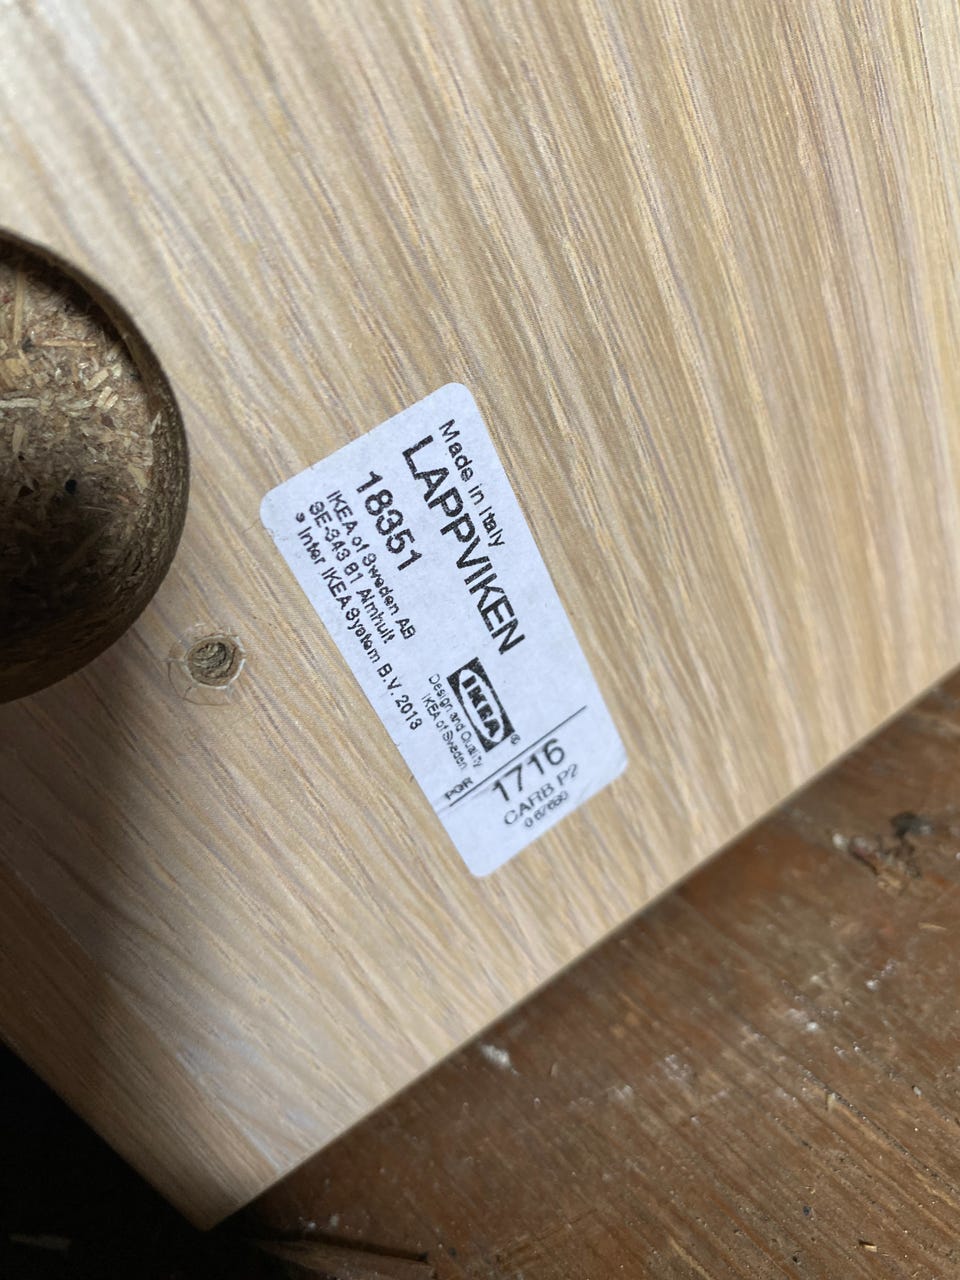 Made in Italy
LAPPVIKEN
18351
IKEA of Sweden AB
SE-343 81 Älmhult
Inter IKEA System B.V. 2013
IKEA®
Design and Quality
IKEA of Sweden
PQR
1716
CARB P2